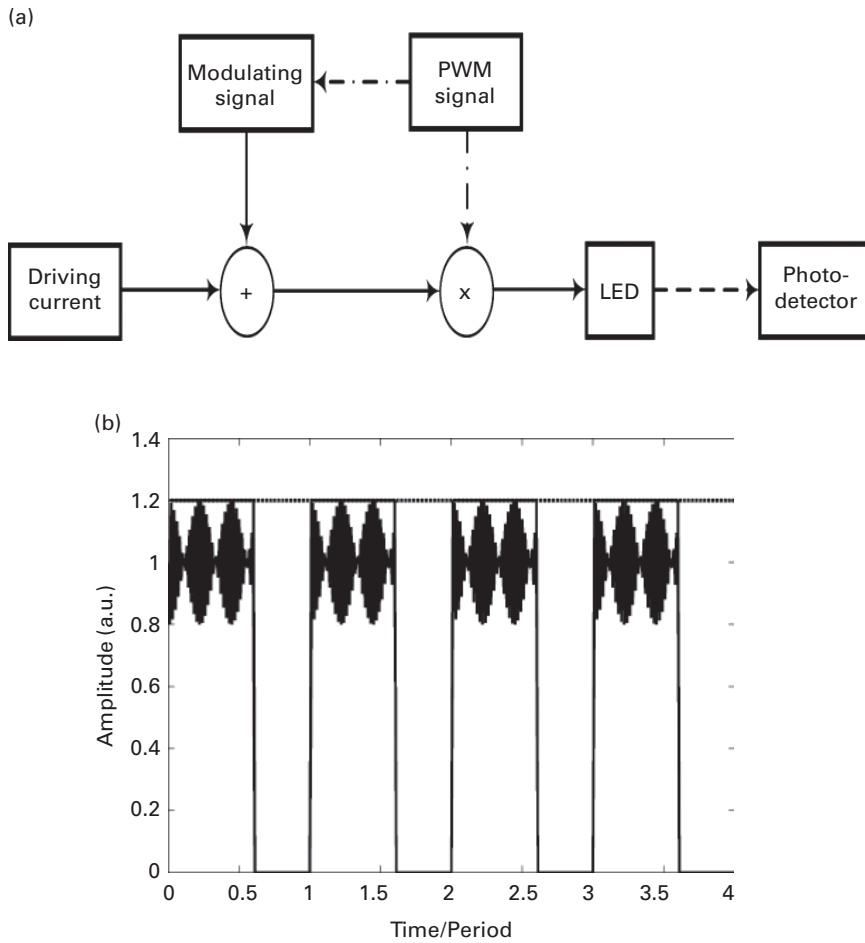 (a)
Modulating
signal
PWM
signal
Driving
current
+
x
LED
Photo-
detector
(b)
1.4
1.2
1
0.8
0.6
0.4
0.2
0
Amplitude (a.u.)
0 0.5 1 1.5 2 2.5 3 3.5 4
Time/Period